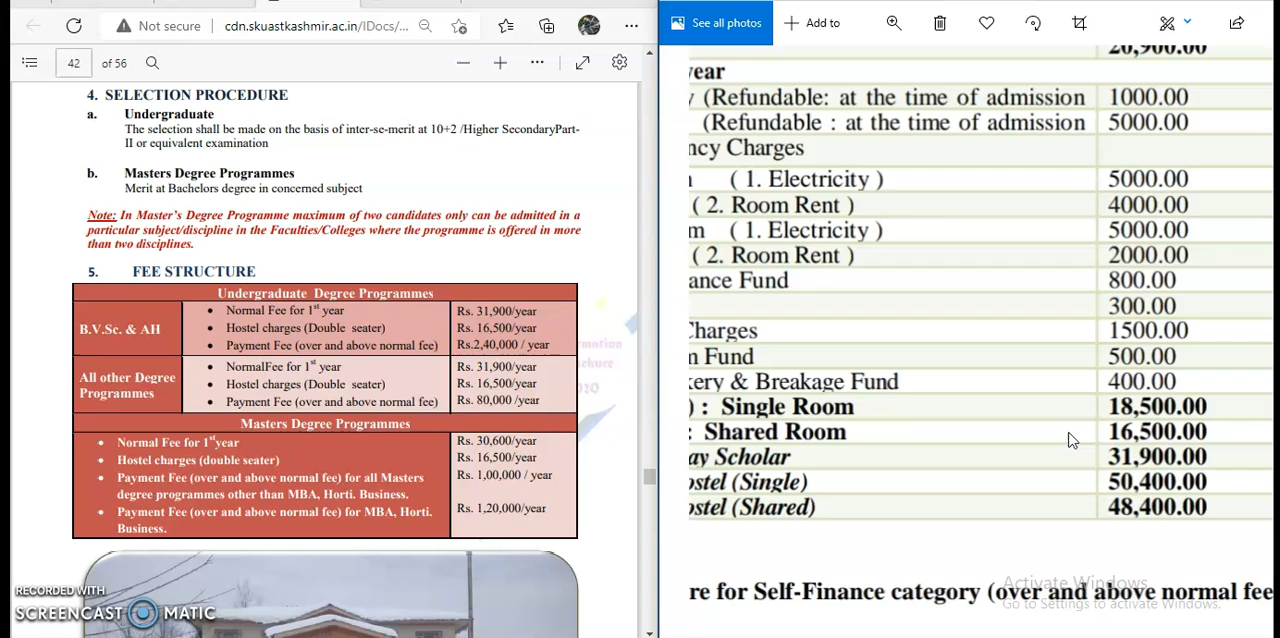 Not secure
cdn.skuastkashmir.ac.in/IDocs/...
42 of 56
4. SELECTION PROCEDURE
a. Undergraduate
The selection shall be made on the basis of inter-se-merit at 10+2 /Higher SecondaryPart-
II or equivalent examination
b. Masters Degree Programmes
Merit at Bachelors degree in concerned subject
Note: In Master's Degree Programme maximum of two candidates only can be admitted in a
particular subject/discipline in the Faculties/Colleges where the programme is offered in more
than two disciplines.
5. FEE STRUCTURE
Undergraduate Degree Programmes
B.V.Sc. & AH
• Normal Fee for 1st year Rs. 31,900/year
• Hostel charges (Double seater) Rs. 16,500/year
• Payment Fee (over and above normal fee) Rs.2,40,000 / year
All other Degree
Programmes
• NormalFee for 1st year Rs. 31,900/year
• Hostel charges (Double seater) Rs. 16,500/year
• Payment Fee (over and above normal fee) Rs. 80,000 /year
Masters Degree Programmes
• Normal Fee for 1st year Rs. 30,600/year
• Hostel charges (double seater) Rs. 16,500/year
• Payment Fee (over and above normal fee) for all Masters Rs. 1,00,000 / year
degree programmes other than MBA, Horti. Business.
• Payment Fee (over and above normal fee) for MBA, Horti. Rs. 1,20,000/year
Business.
RECORDED WITH
SCREENCAST MATIC
See all photos
Add to
20,900.00
year
y (Refundable: at the time of admission 1000.00
(Refundable : at the time of admission 5000.00
ncy Charges
( 1. Electricity ) 5000.00
( 2. Room Rent ) 4000.00
m ( 1. Electricity ) 5000.00
( 2. Room Rent ) 2000.00
ance Fund 800.00
300.00
Charges 1500.00
n Fund 500.00
kery & Breakage Fund 400.00
) : Single Room 18,500.00
: Shared Room 16,500.00
ay Scholar 31,900.00
ostel (Single) 50,400.00
ostel (Shared) 48,400.00
re for Self-Finance category (over and above normal fee
Activate Windows
Go to Settings to activate Windows.